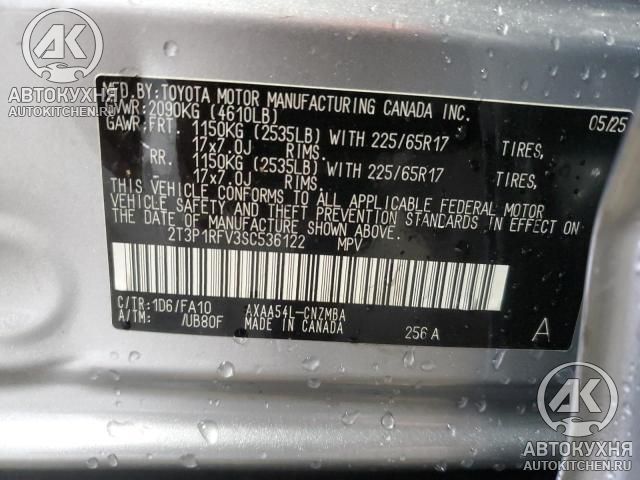 АВТОКУХНЯ
AUTOKITCHEN.RU
MFD.BY: TOYOTA MOTOR MANUFACTURING CANADA INC.
GVWR: 2090KG (4610LB) 05/25
GAWR: FRT. 1150KG (2535LB) WITH 225/65R17 TIRES,
17x7.0J RIMS.
RR. 1150KG (2535LB) WITH 225/65R17 TIRES,
17x7.0J RIMS.
THIS VEHICLE CONFORMS TO ALL APPLICABLE FEDERAL MOTOR VEHICLE
SAFETY AND THEFT PREVENTION STANDARDS IN EFFECT ON
THE DATE OF MANUFACTURE SHOWN ABOVE.
2T3P1RFV3SC536122 MPV
C/TR: 1D6/FA10 AXAA54L-CNZMBA
A/TM: /UB80F MADE IN CANADA 256A A
АВТОКУХНЯ
AUTOKITCHEN.RU